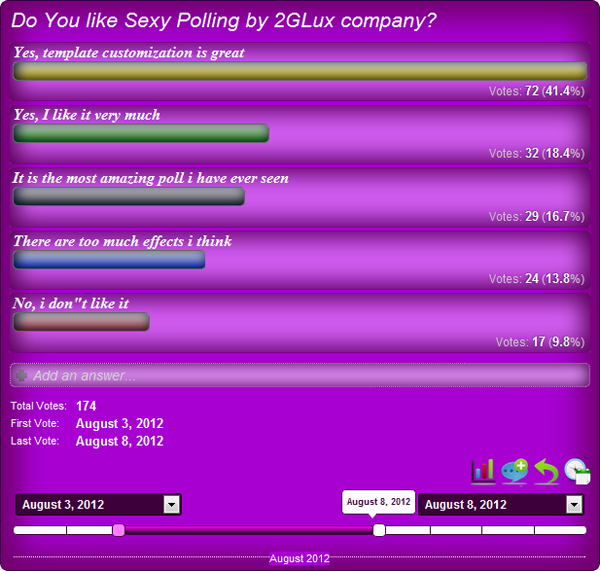 Do You like Sexy Polling by 2GLux company?
Yes, template customization is great
Votes: 72 (41.4%)
Yes, I like it very much
Votes: 32 (18.4%)
It is the most amazing poll i have ever seen
Votes: 29 (16.7%)
There are too much effects i think
Votes: 24 (13.8%)
No, i don"t like it
Votes: 17 (9.8%)
Add an answer...
Total Votes: 174
First Vote: August 3, 2012
Last Vote: August 8, 2012
August 3, 2012
August 8, 2012
August 8, 2012
August 2012